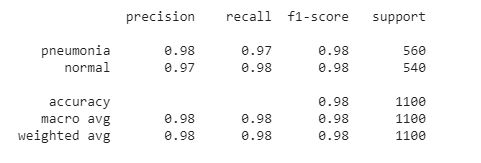 precision recall f1-score support
pneumonia 0.98 0.97 0.98 560
normal 0.97 0.98 0.98 540
accuracy 0.98 1100
macro avg 0.98 0.98 0.98 1100
weighted avg 0.98 0.98 0.98 1100